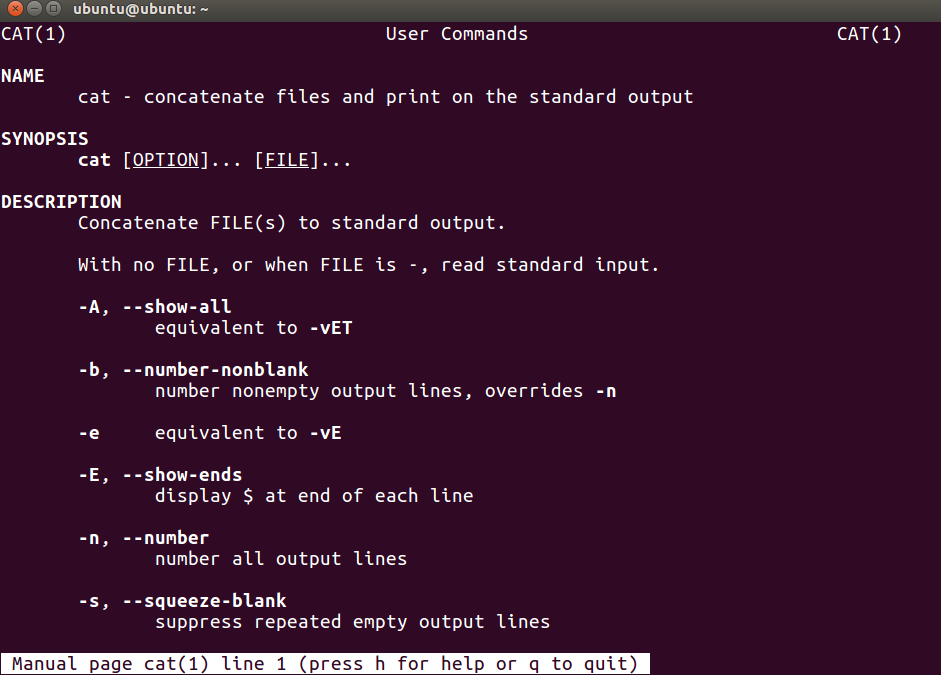 ubuntu@ubuntu: ~
CAT(1) User Commands CAT(1)
NAME
cat - concatenate files and print on the standard output
SYNOPSIS
cat [OPTION]... [FILE]...
DESCRIPTION
Concatenate FILE(s) to standard output.
With no FILE, or when FILE is -, read standard input.
-A, --show-all
equivalent to -vET
-b, --number-nonblank
number nonempty output lines, overrides -n
-e equivalent to -vE
-E, --show-ends
display $ at end of each line
-n, --number
number all output lines
-s, --squeeze-blank
suppress repeated empty output lines
Manual page cat(1) line 1 (press h for help or q to quit)